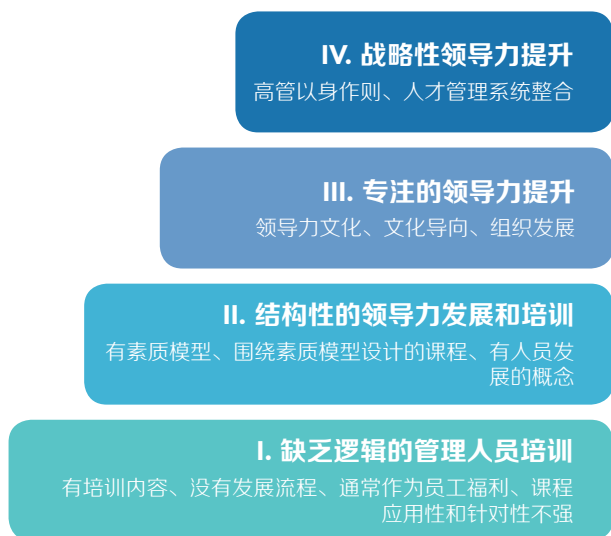 IV. 战略性领导力提升
高管以身作则、人才管理系统整合
III. 专注的领导力提升
领导力文化、文化导向、组织发展
II. 结构性的领导力发展和培训
有素质模型、围绕素质模型设计的课程、有人员发
展的概念
I. 缺乏逻辑的管理人员培训
有培训内容、没有发展流程、通常作为员工福利、课程
应用性和针对性不强